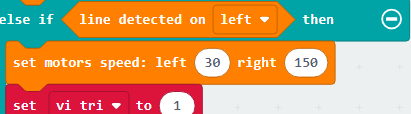 else if line detected on left then
set motors speed: left 30 right 150
set vi tri to 1